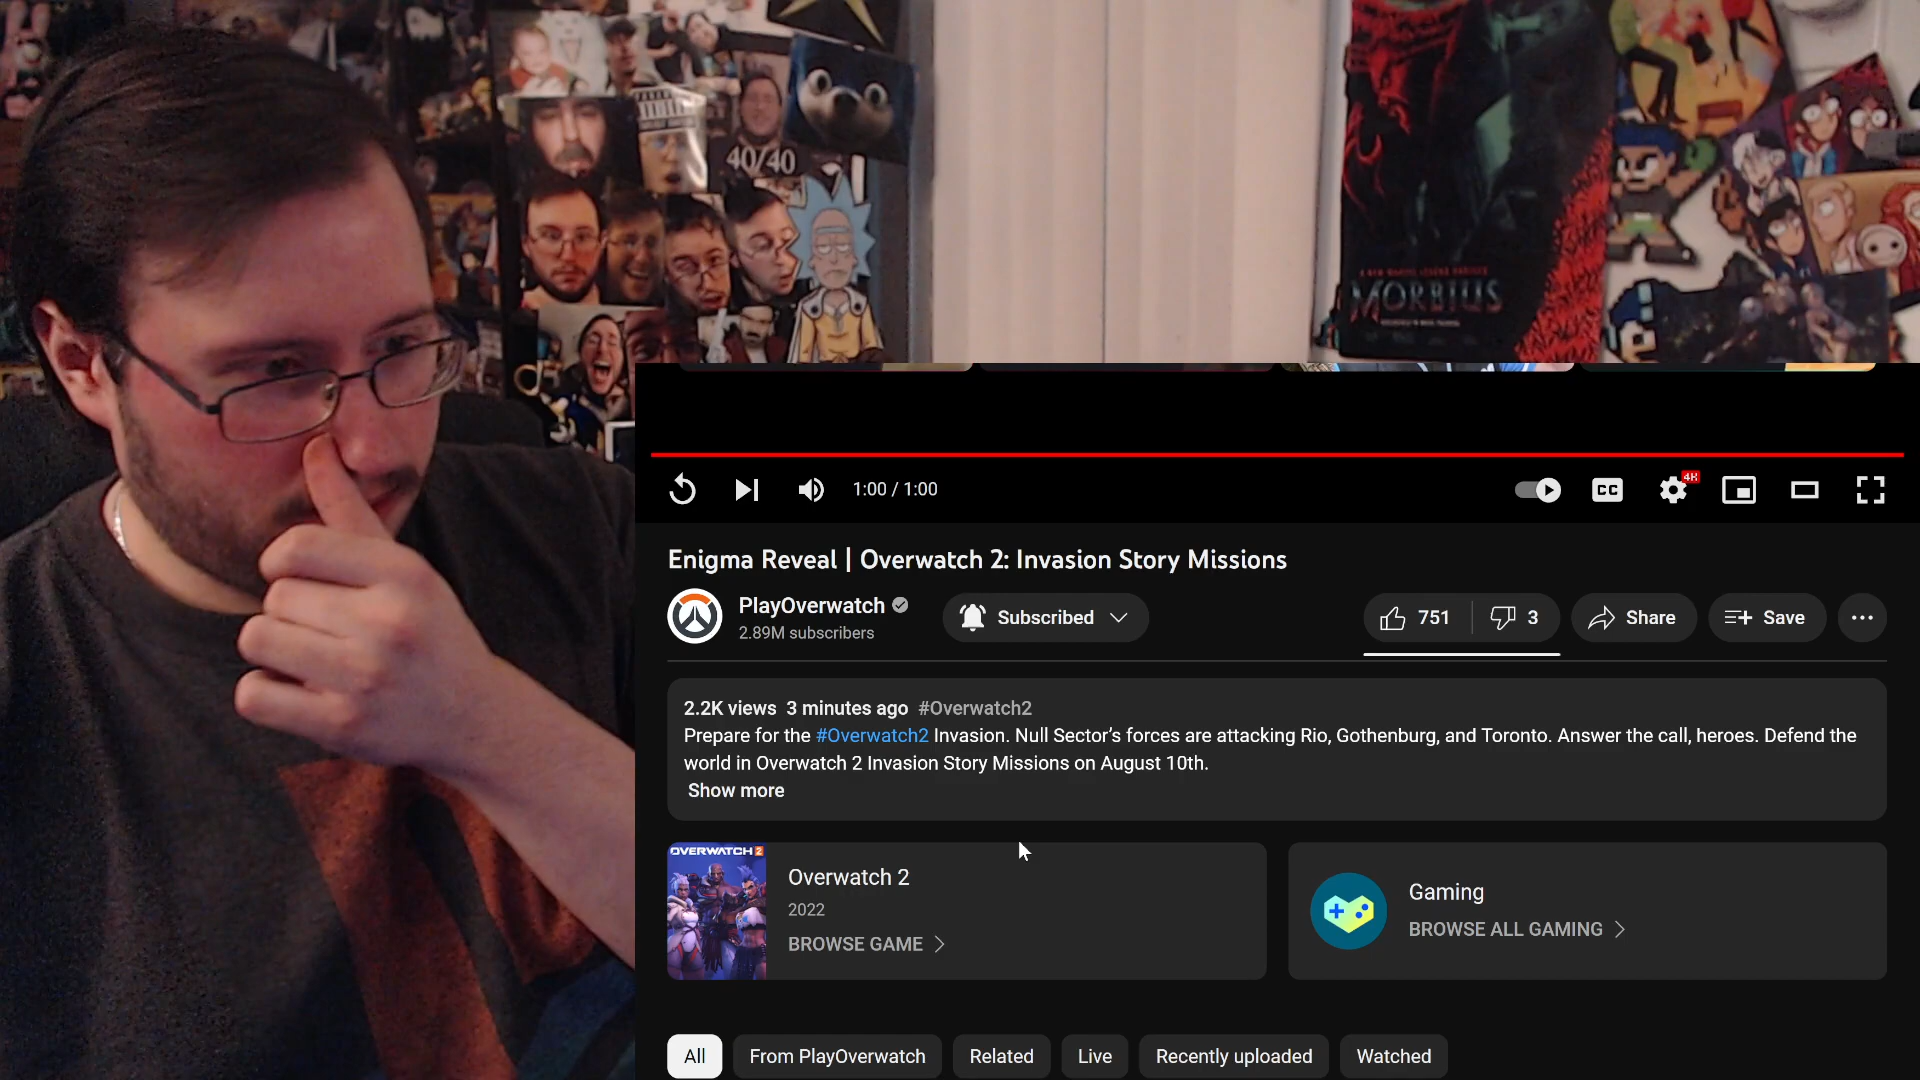 40/40
MORBIUS
4K
1:00 / 1:00
CC
Enigma Reveal | Overwatch 2: Invasion Story Missions
PlayOverwatch
2.89M subscribers
Subscribed
751
3
Share
Save
2.2K views 3 minutes ago #Overwatch2
Prepare for the #Overwatch2 Invasion. Null Sector’s forces are attacking Rio, Gothenburg, and Toronto. Answer the call, heroes. Defend the
world in Overwatch 2 Invasion Story Missions on August 10th.
Show more
OVERWATCH 2
Overwatch 2
2022
BROWSE GAME
Gaming
BROWSE ALL GAMING
All
From PlayOverwatch
Related
Live
Recently uploaded
Watched